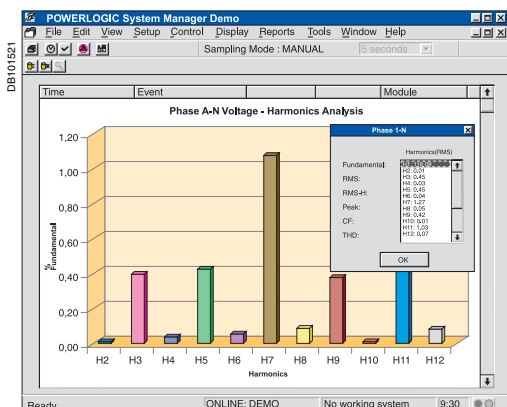 POWERLOGIC System Manager Demo
File Edit View Setup Control Display Reports Tools Window Help
Sampling Mode : MANUAL 5 seconds
DB101521
Time Event Module
Phase A-N Voltage - Harmonics Analysis
Phase 1-N
Harmonics(RMS)
Fundamental:
RMS:
RMS-H:
Peak:
CF:
THD:
H2: 0.01
H3: 0.45
H4: 0.03
H5: 0.45
H6: 0.04
H7: 1.27
H8: 0.05
H9: 0.42
H10: 0.01
H11: 1.03
H12: 0.07
OK
1,20
1,00
0,80
0,60
0,40
0,20
0,00
% Fundamental
H2 H3 H4 H5 H6 H7 H8 H9 H10 H11 H12
Harmonics
Ready ONLINE: DEMO No working system 9:30